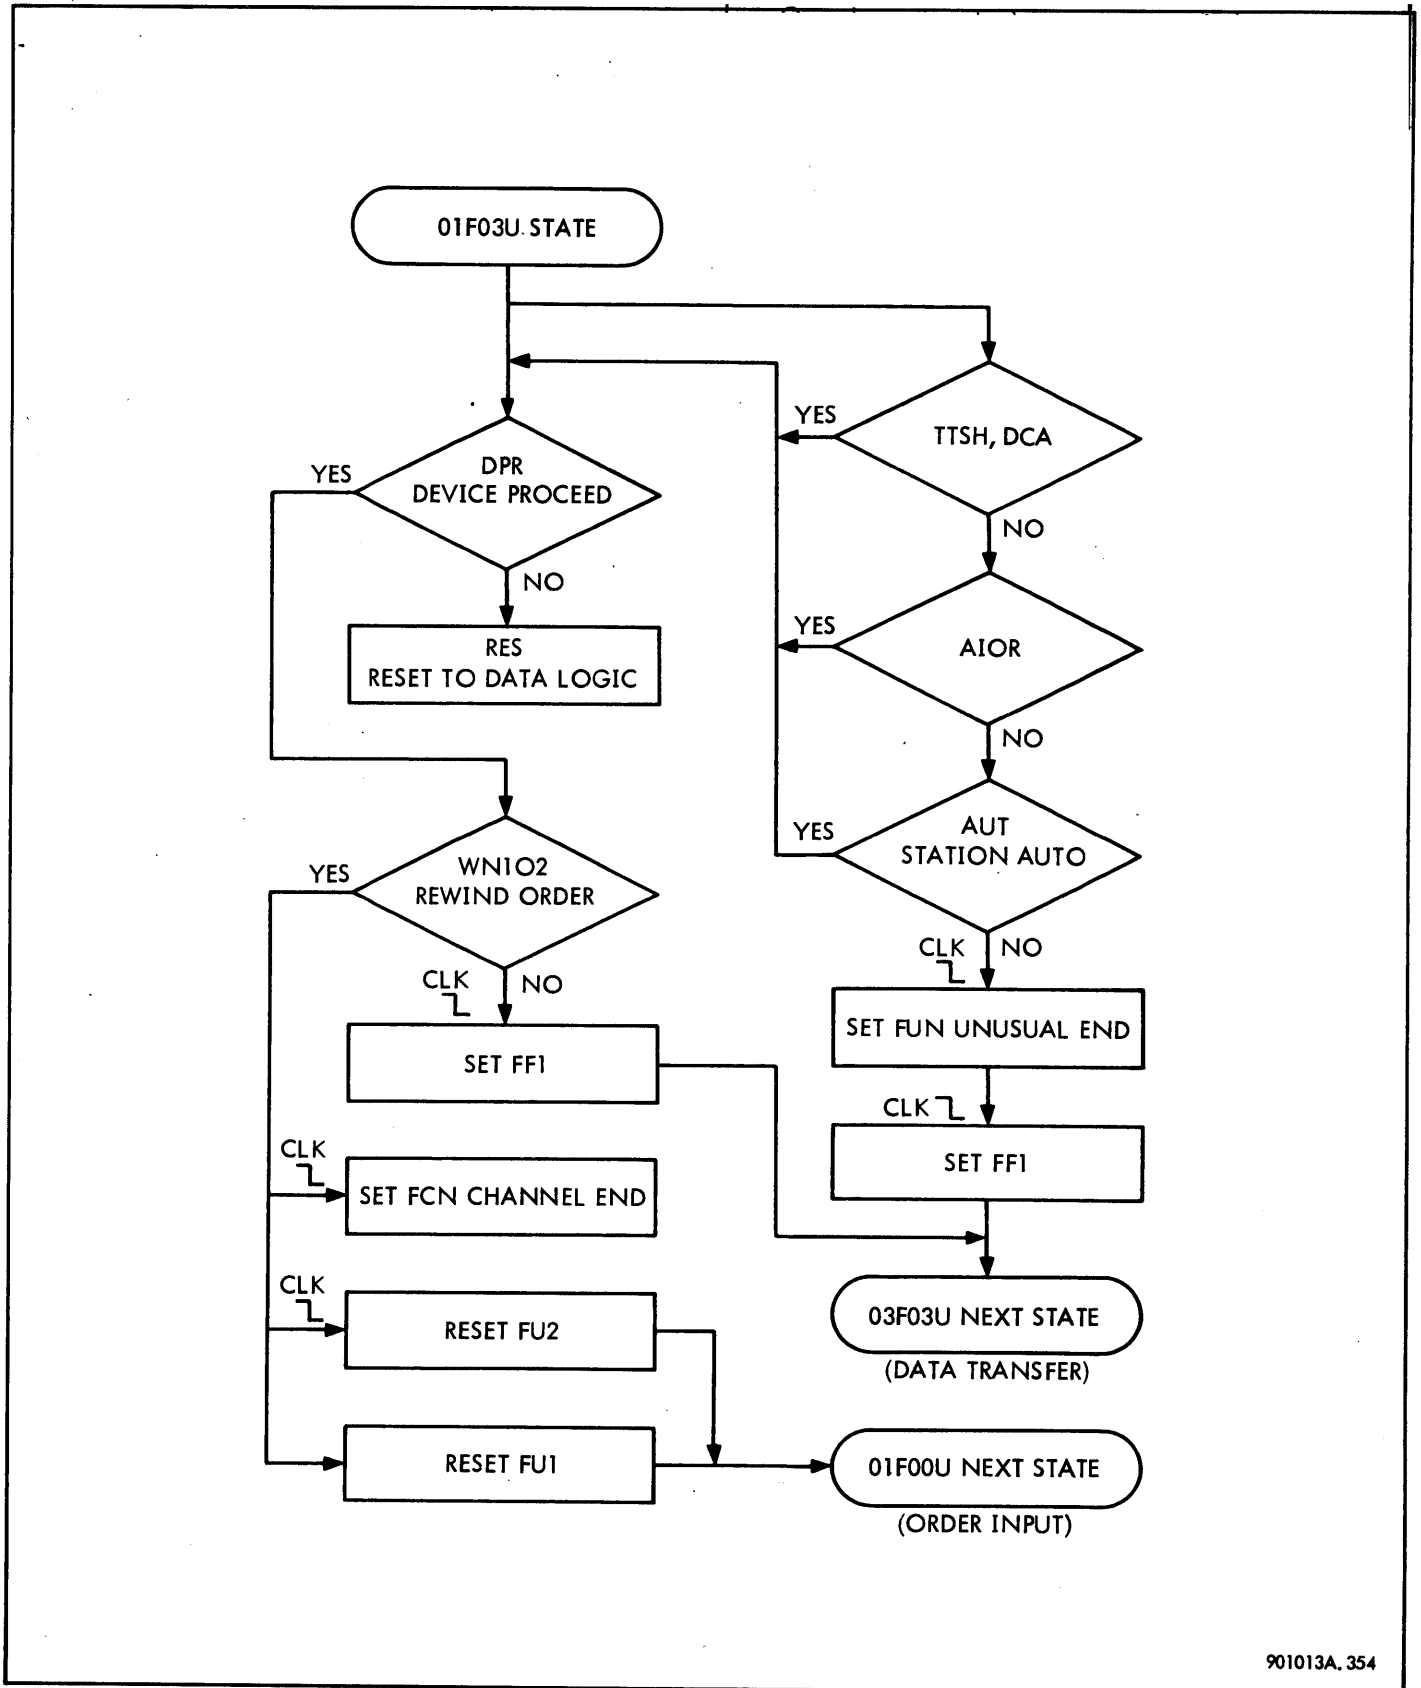 01F03U STATE
YES
TTSH, DCA
NO
YES
DPR
DEVICE PROCEED
NO
RES
RESET TO DATA LOGIC
YES
AIOR
NO
YES
AUT
STATION AUTO
CLK
NO
YES
WN1O2
REWIND ORDER
CLK
NO
SET FF1
SET FUN UNUSUAL END
CLK
SET FF1
CLK
SET FCN CHANNEL END
CLK
RESET FU2
03F03U NEXT STATE
(DATA TRANSFER)
RESET FU1
01F00U NEXT STATE
(ORDER INPUT)
901013A. 354